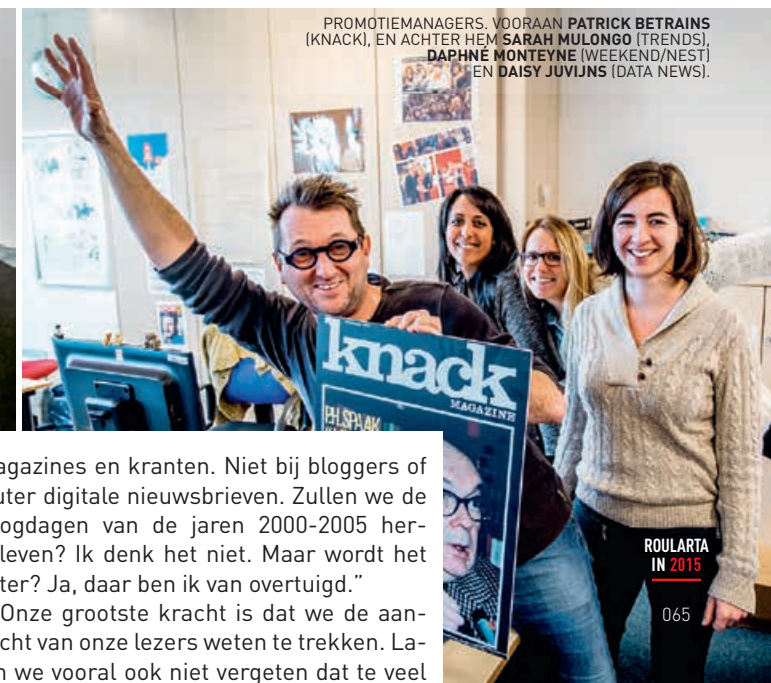 PROMOTIEMANAGERS. VOORAAN PATRICK BETRAINS
(KNACK), EN ACHTER HEM SARAH MULONGO (TRENDS),
DAPHNÉ MONTEYNE (WEEKEND/NEST)
EN DAISY JUVIJNS (DATA NEWS).
knack
MAGAZINE
P.H. SPAAK
agazines en kranten. Niet bij bloggers of
uter digitale nieuwsbrieven. Zullen we de
ogdagen van de jaren 2000-2005 her-
leven? Ik denk het niet. Maar wordt het
ter? Ja, daar ben ik van overtuigd.”
Onze grootste kracht is dat we de aan-
cht van onze lezers weten te trekken. La-
n we vooral ook niet vergeten dat te veel
ROULARTA
IN 2015
065